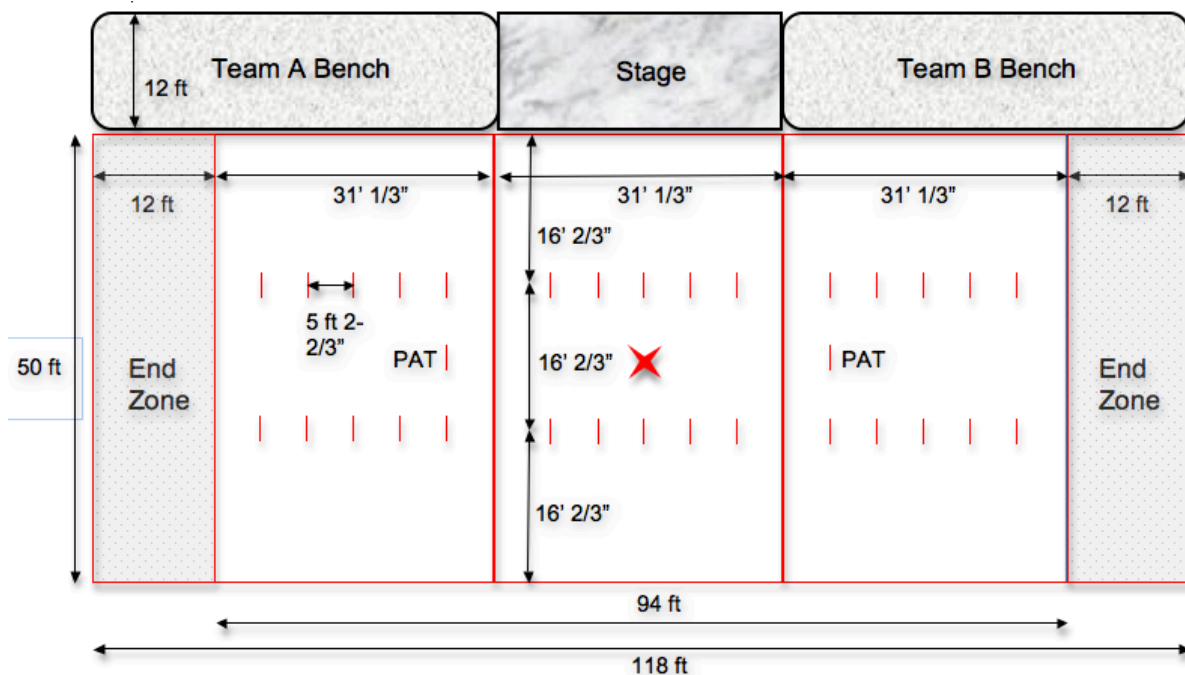 Team A Bench
Stage
Team B Bench
12 ft
12 ft
31’ 1/3”
31’ 1/3”
31’ 1/3”
12 ft
16’ 2/3”
5 ft 2-
2/3”
PAT
16’ 2/3”
PAT
50 ft
End
Zone
End
Zone
16’ 2/3”
94 ft
118 ft